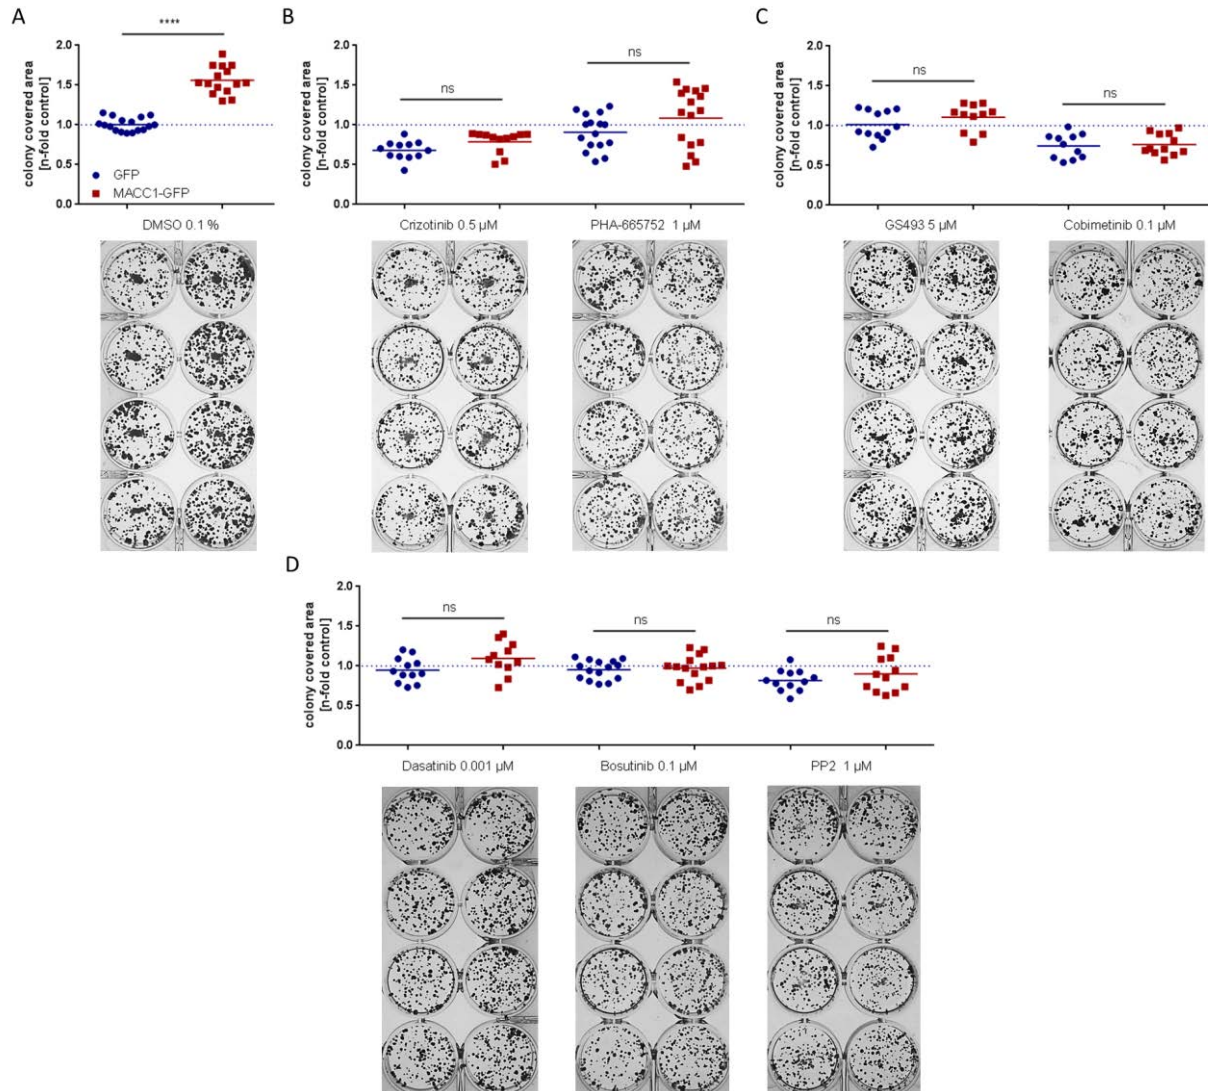 A
****
2.0
1.5
1.0
0.5
0.0
colony covered area
[n-fold control]
GFP
MACC1-GFP
DMSO 0.1 %
B
ns
ns
2.0
1.5
1.0
0.5
0.0
colony covered area
[n-fold control]
Crizotinib 0.5 µM
PHA-665752 1 µM
C
ns
ns
2.0
1.5
1.0
0.5
0.0
colony covered area
[n-fold control]
GS493 5 µM
Cobimetinib 0.1 µM
D
ns
ns
ns
2.0
1.5
1.0
0.5
0.0
colony covered area
[n-fold control]
Dasatinib 0.001 µM
Bosutinib 0.1 µM
PP2 1 µM